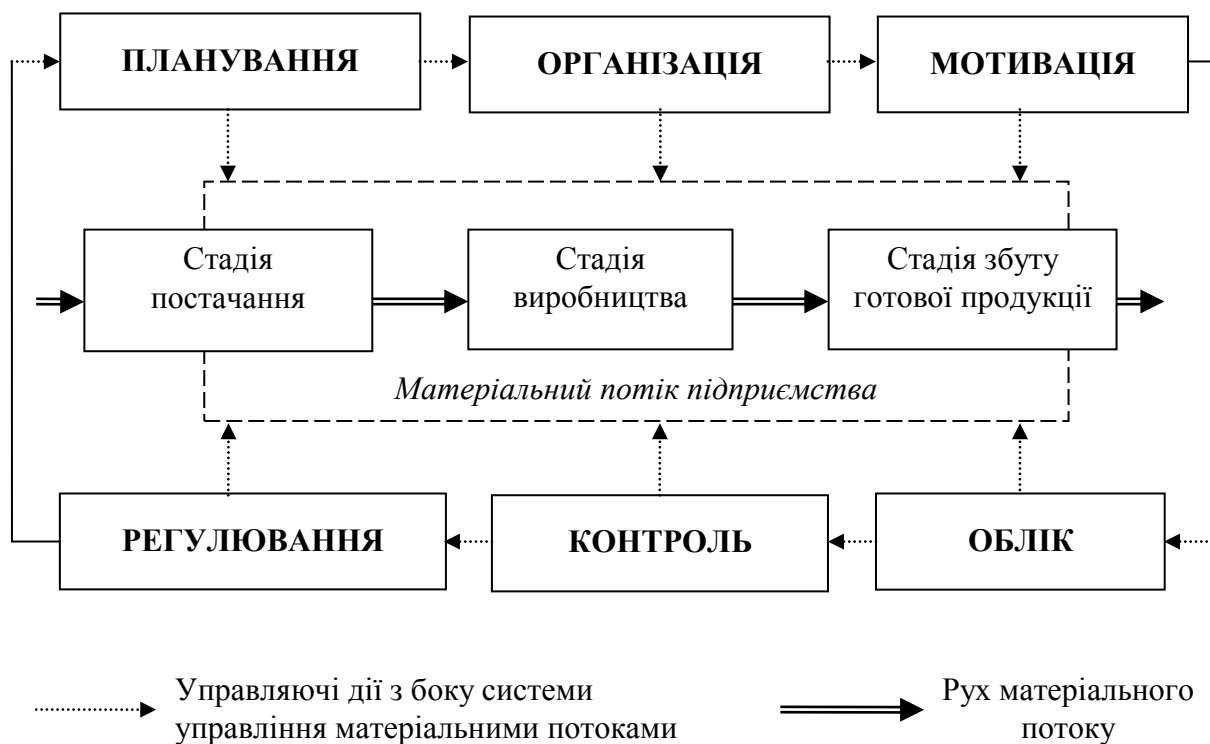 ПЛАНУВАННЯ
ОРГАНІЗАЦІЯ
МОТИВАЦІЯ
Стадія
постачання
Стадія
виробництва
Стадія збуту
готової продукції
Матеріальний потік підприємства
РЕГУЛЮВАННЯ
КОНТРОЛЬ
ОБЛІК
Управляючі дії з боку системи
управління матеріальними потоками
Рух матеріального
потоку